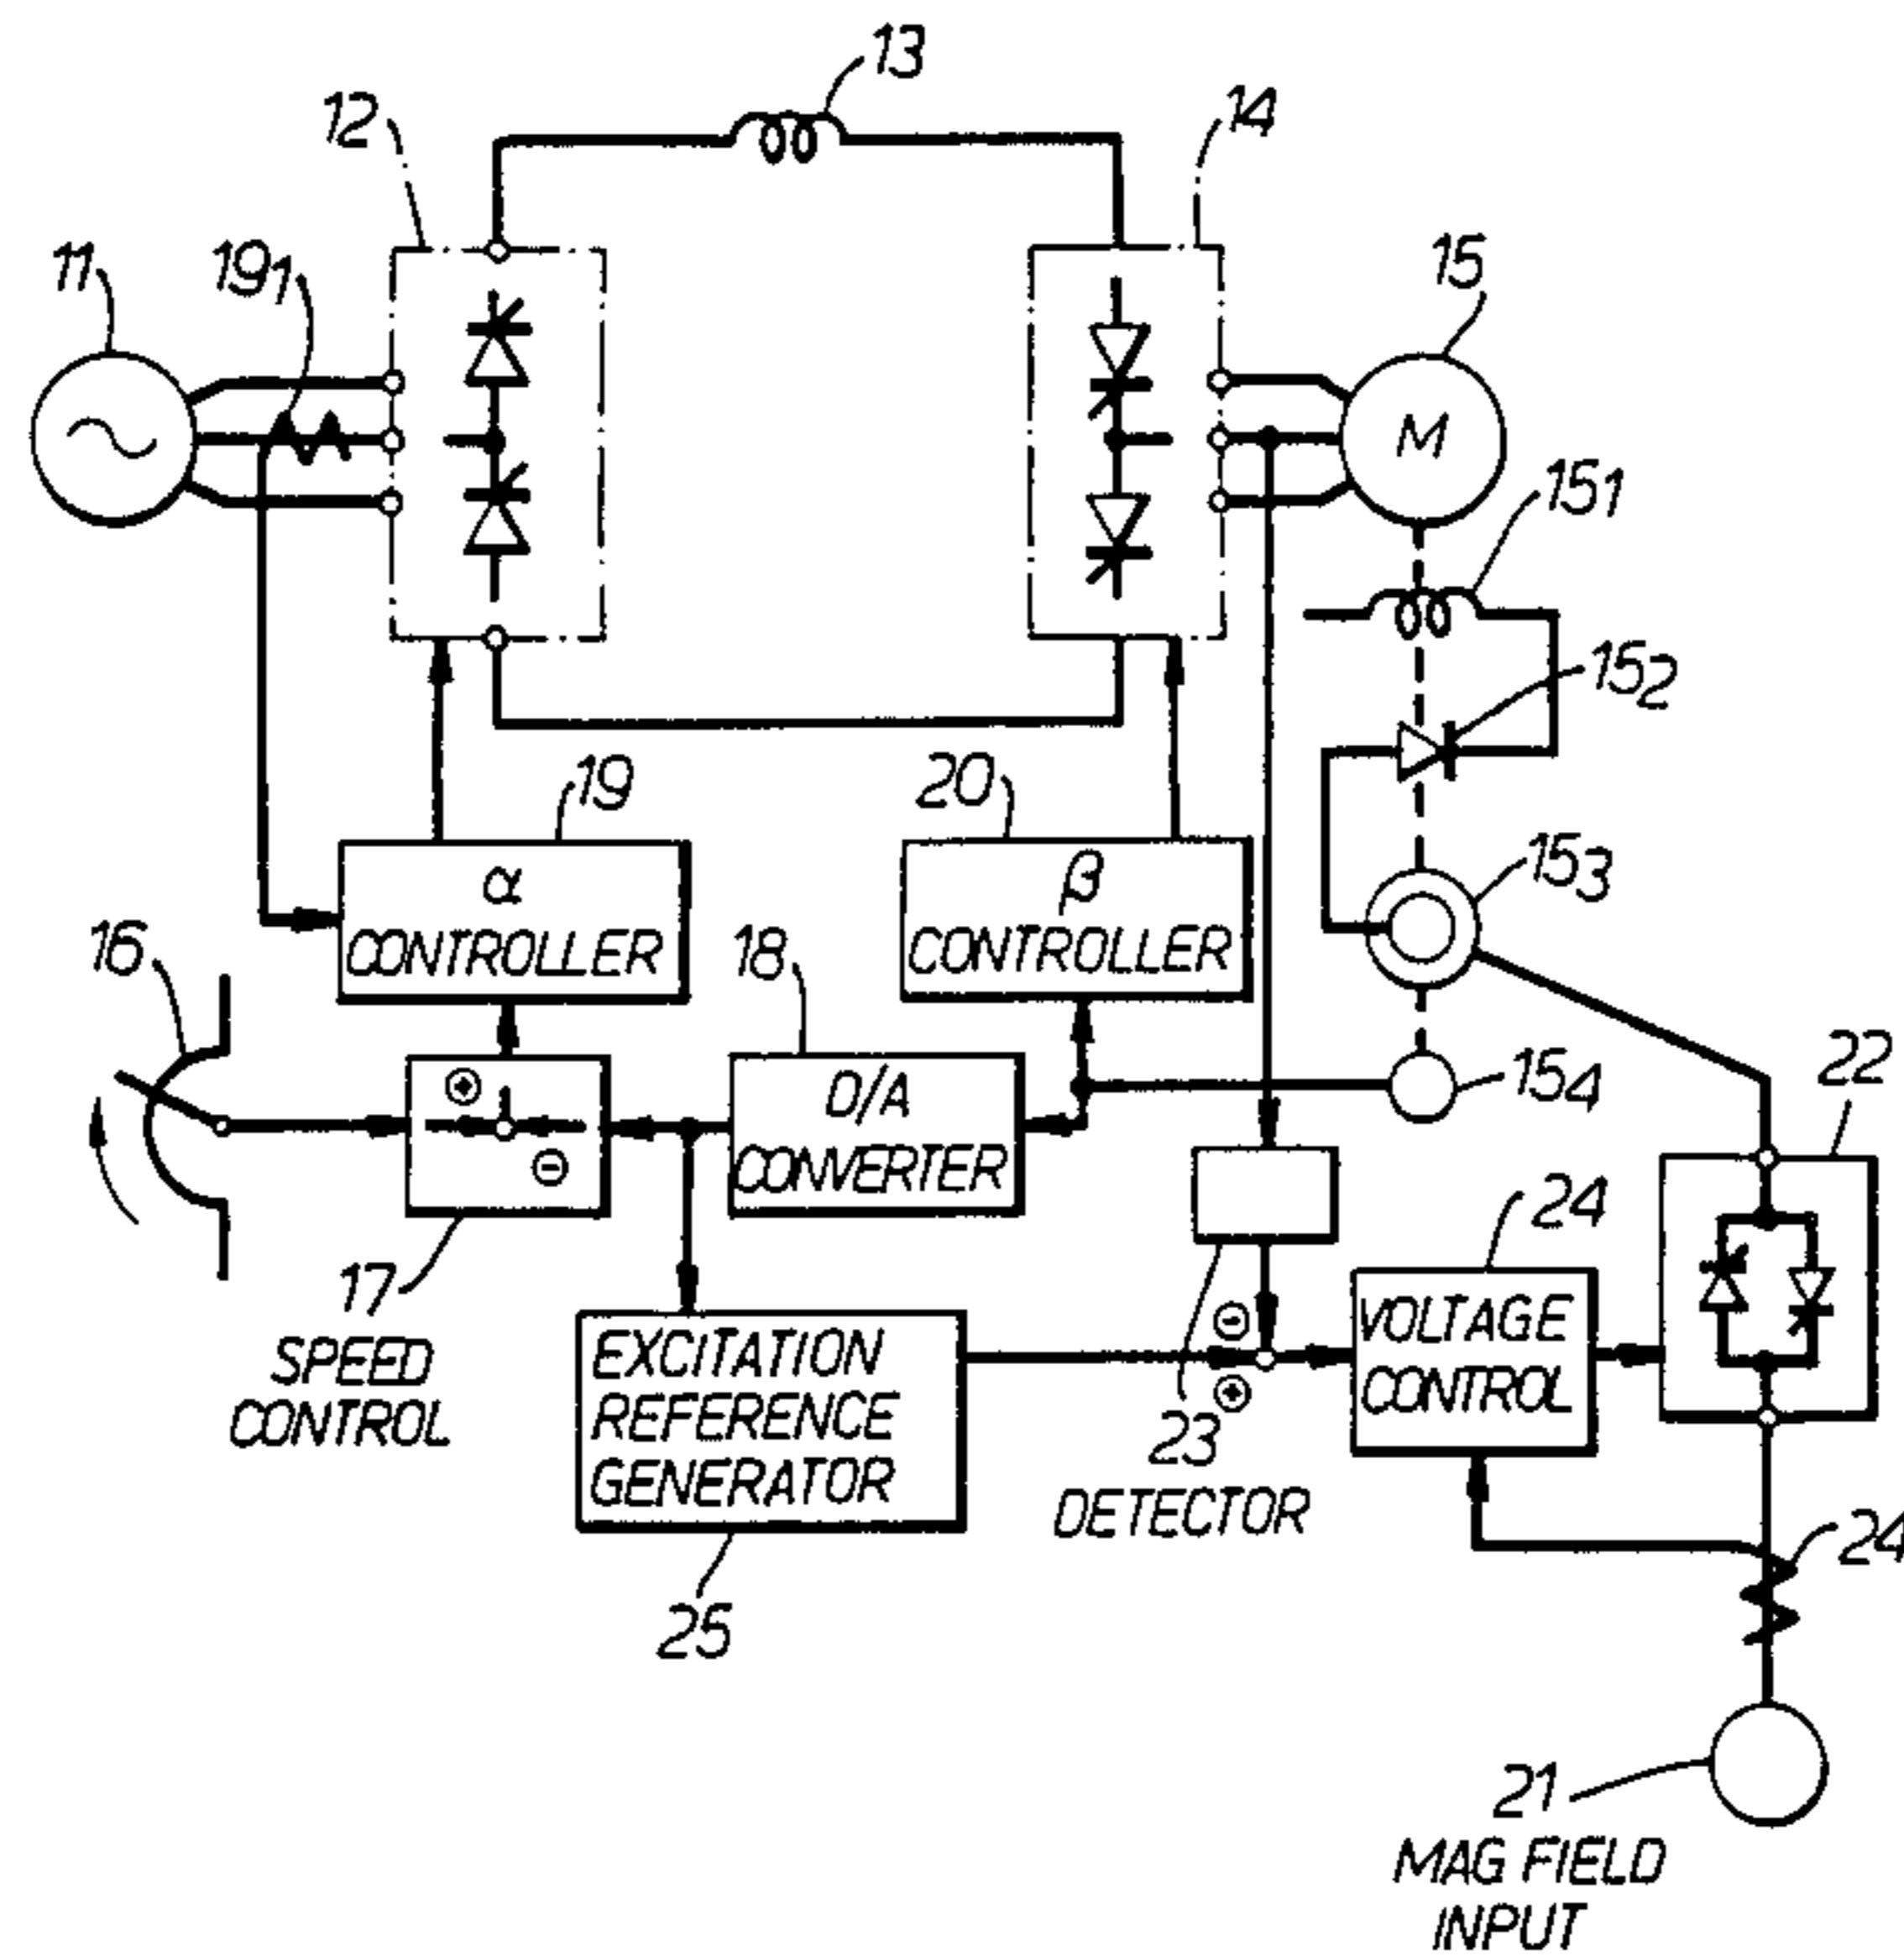 13
12
14
11
19₁
15
M
15₁
15₂
19
20
α
CONTROLLER
β
CONTROLLER
15₃
16
18
D/A
CONVERTER
15₄
22
⊕
⊖
17
SPEED
CONTROL
24
VOLTAGE
CONTROL
⊖
⊕
EXCITATION
REFERENCE
GENERATOR
23
DETECTOR
25
24
21
MAG FIELD
INPUT